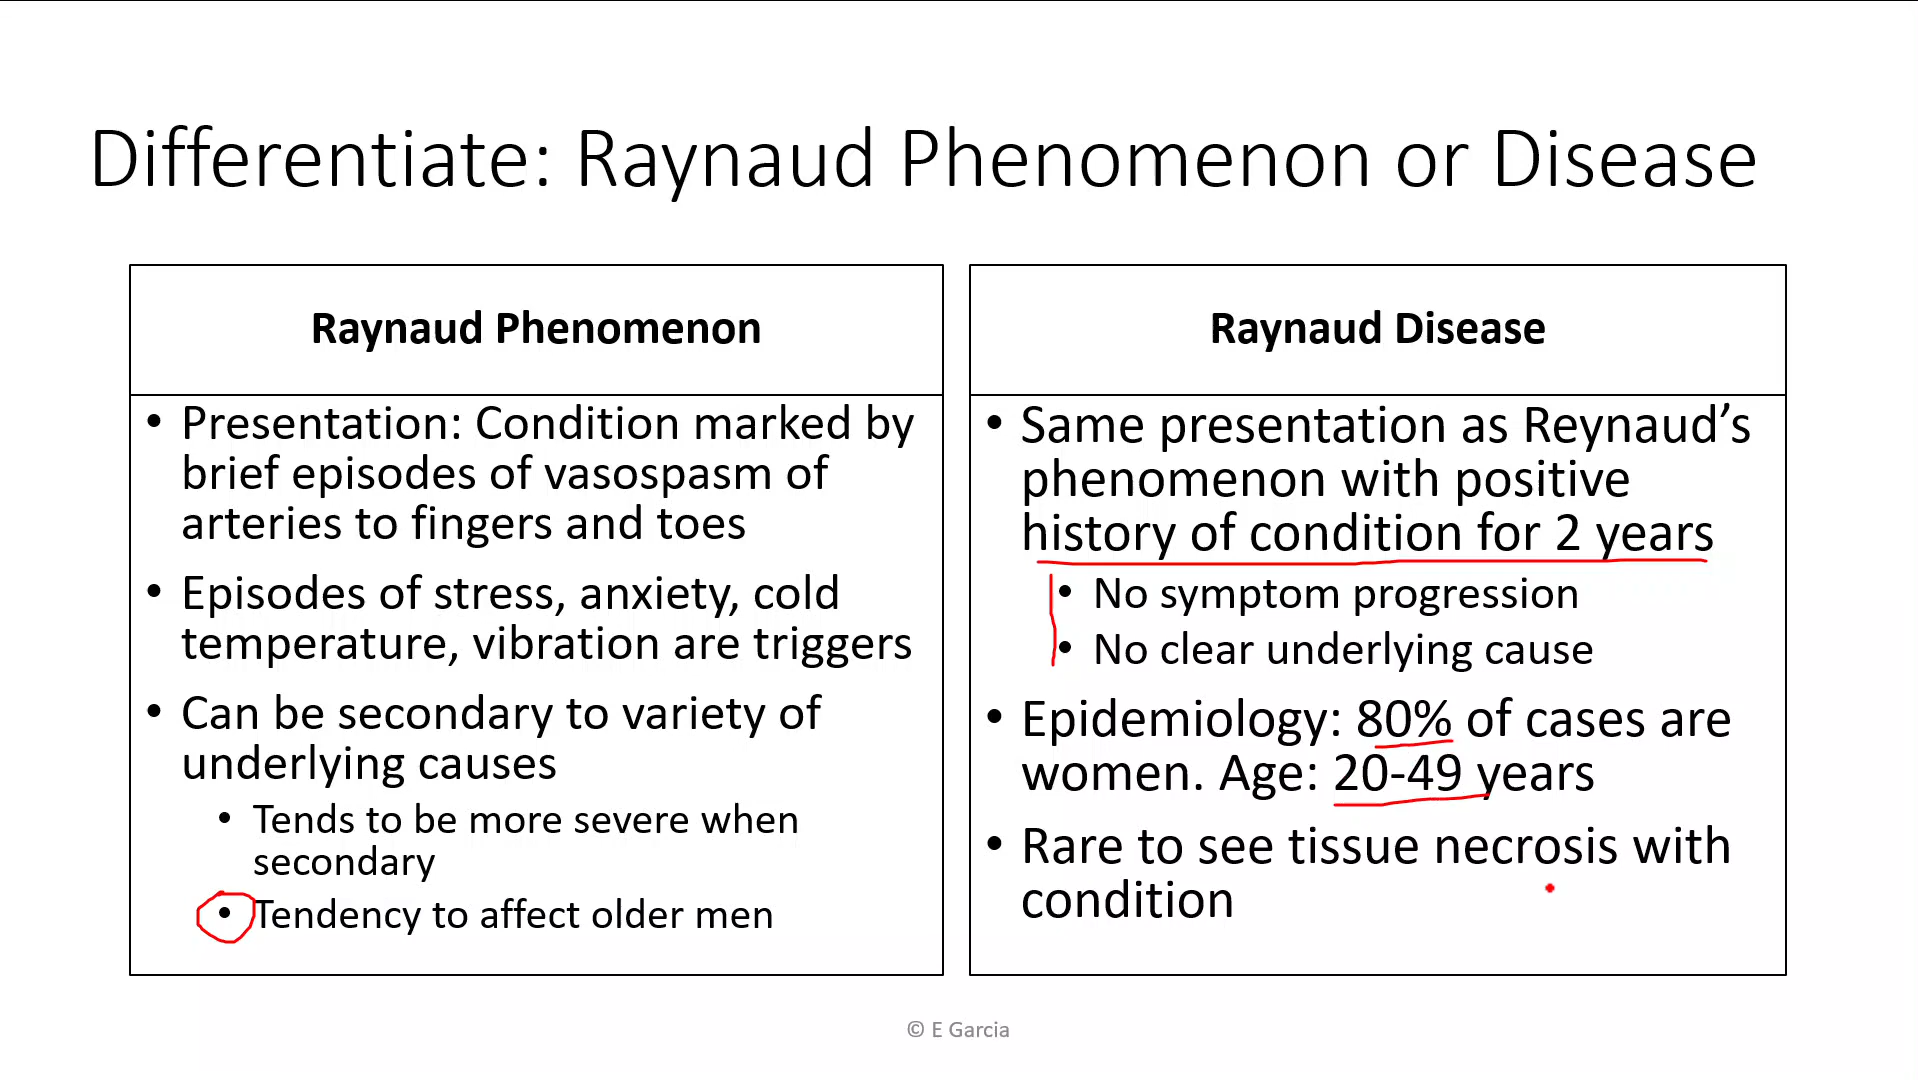 Differentiate: Raynaud Phenomenon or Disease
Raynaud Phenomenon
• Presentation: Condition marked by
brief episodes of vasospasm of
arteries to fingers and toes
• Episodes of stress, anxiety, cold
temperature, vibration are triggers
• Can be secondary to variety of
underlying causes
• Tends to be more severe when
secondary
• Tendency to affect older men
Raynaud Disease
• Same presentation as Reynaud’s
phenomenon with positive
history of condition for 2 years
• No symptom progression
• No clear underlying cause
• Epidemiology: 80% of cases are
women. Age: 20-49 years
• Rare to see tissue necrosis with
condition
© E Garcia